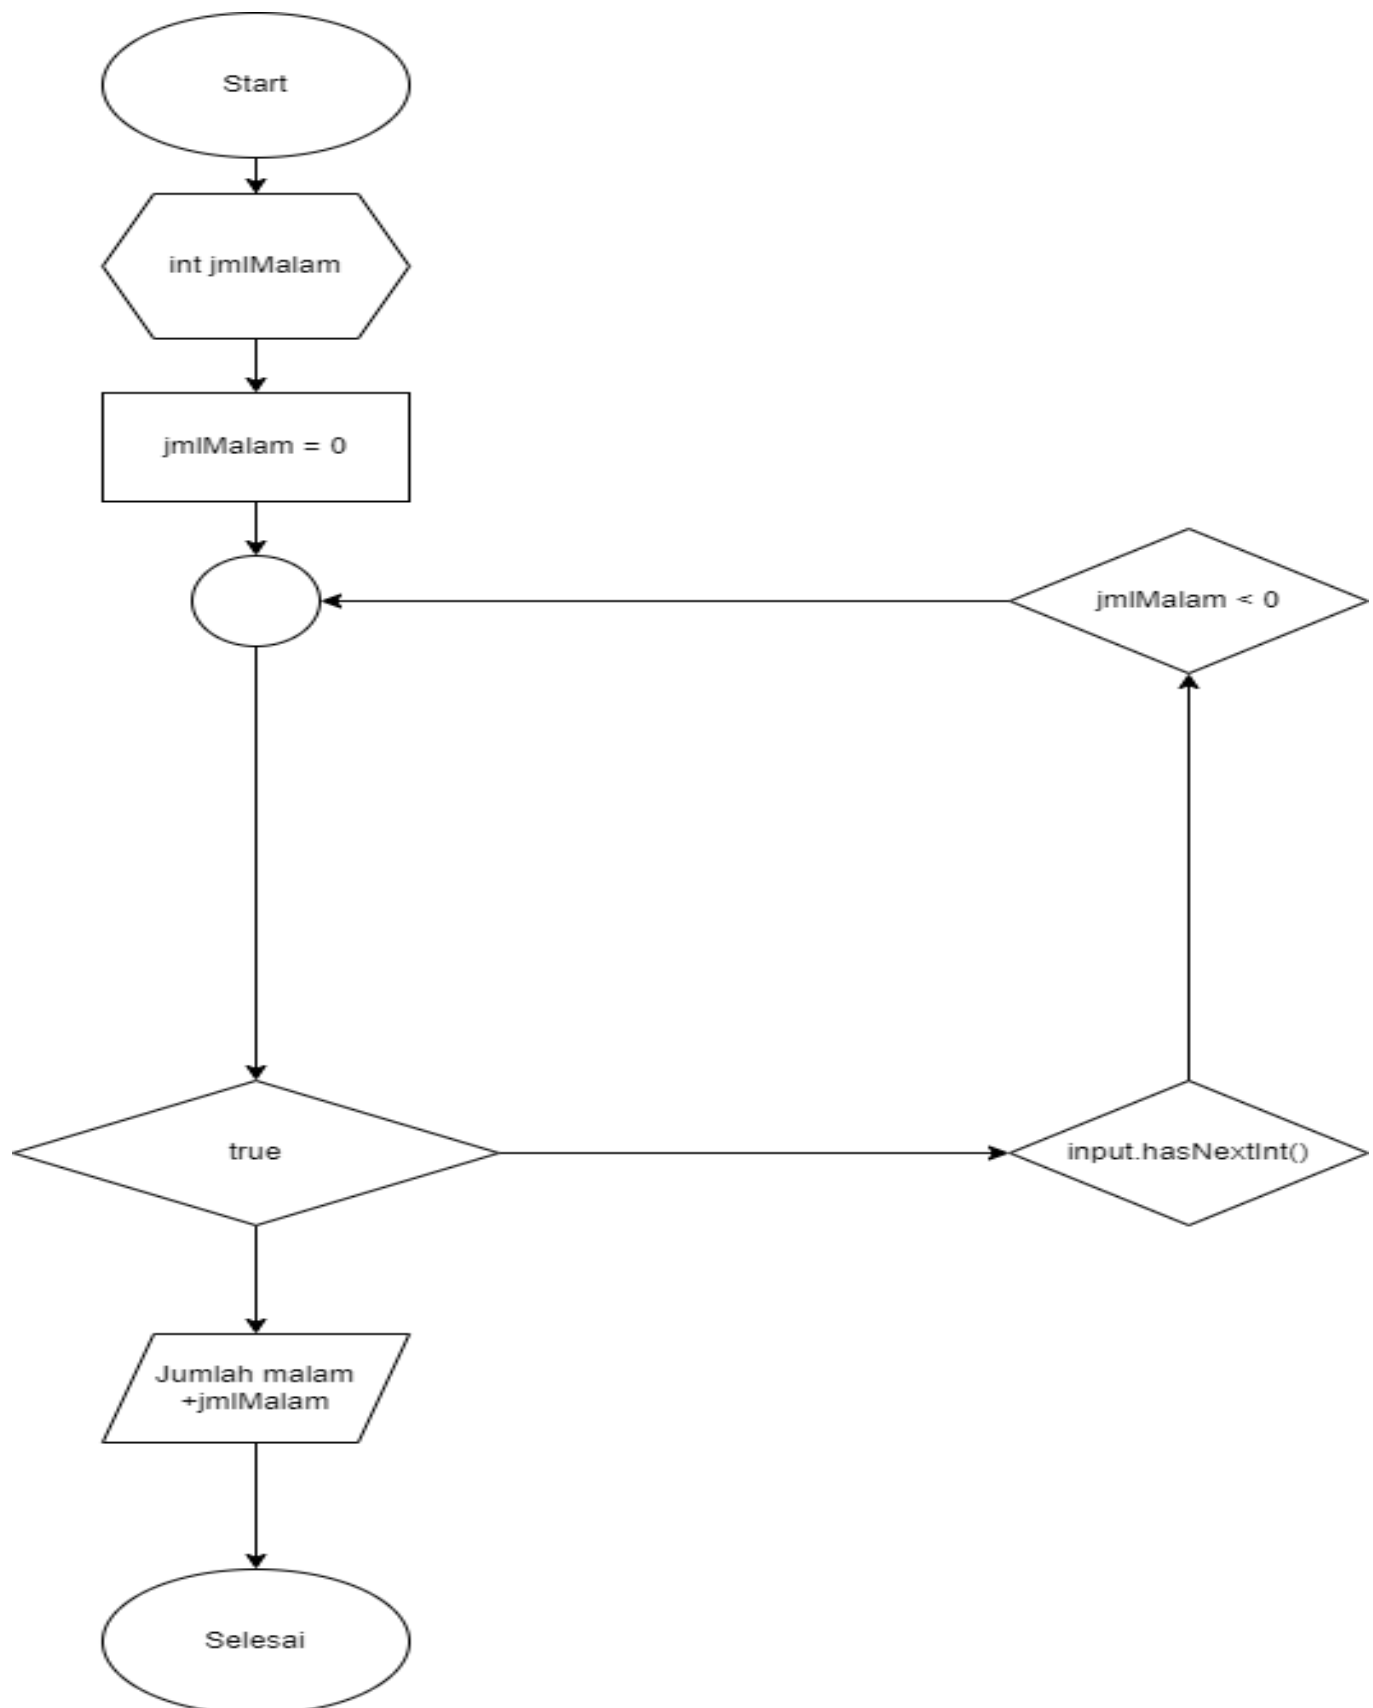 Start
int jmlMalam
jmlMalam = 0
jmlMalam < 0
true
input.hasNextInt()
Jumlah malam
+jmlMalam
Selesai